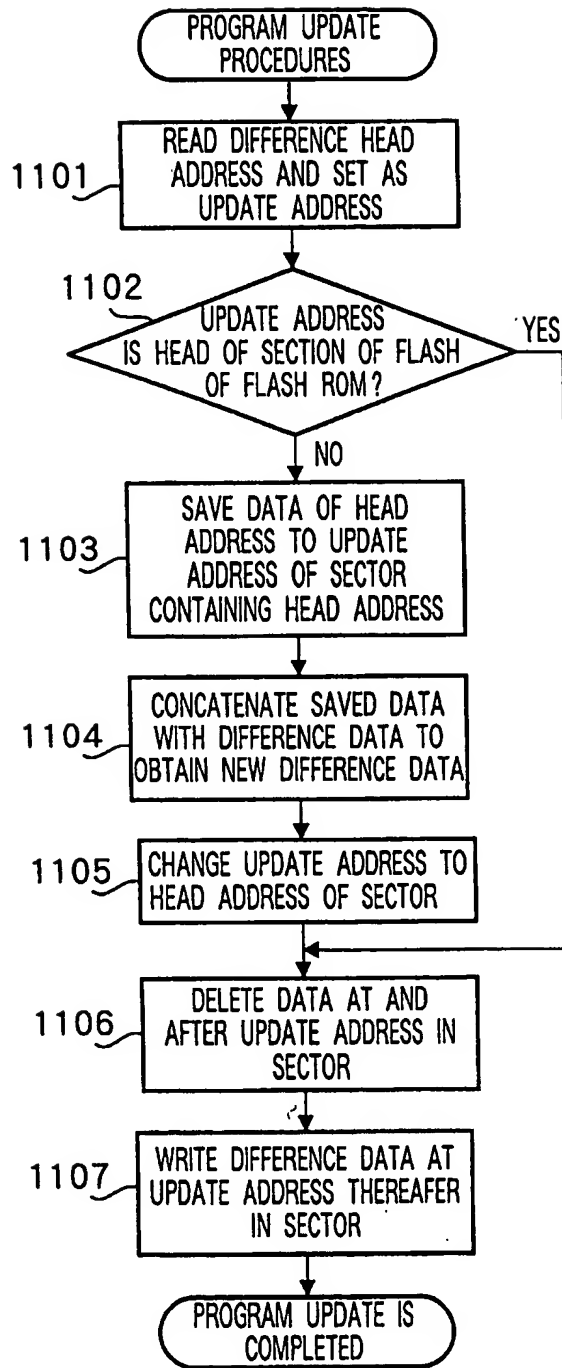 PROGRAM UPDATE
PROCEDURES
1101
READ DIFFERENCE HEAD
ADDRESS AND SET AS
UPDATE ADDRESS
1102
UPDATE ADDRESS
IS HEAD OF SECTION OF FLASH
OF FLASH ROM?
YES
NO
1103
SAVE DATA OF HEAD
ADDRESS TO UPDATE
ADDRESS OF SECTOR
CONTAINING HEAD ADDRESS
1104
CONCATENATE SAVED DATA
WITH DIFFERENCE DATA TO
OBTAIN NEW DIFFERENCE DATA
1105
CHANGE UPDATE ADDRESS TO
HEAD ADDRESS OF SECTOR
1106
DELETE DATA AT AND
AFTER UPDATE ADDRESS IN
SECTOR
1107
WRITE DIFFERENCE DATA AT
UPDATE ADDRESS THEREAFER
IN SECTOR
PROGRAM UPDATE IS
COMPLETED